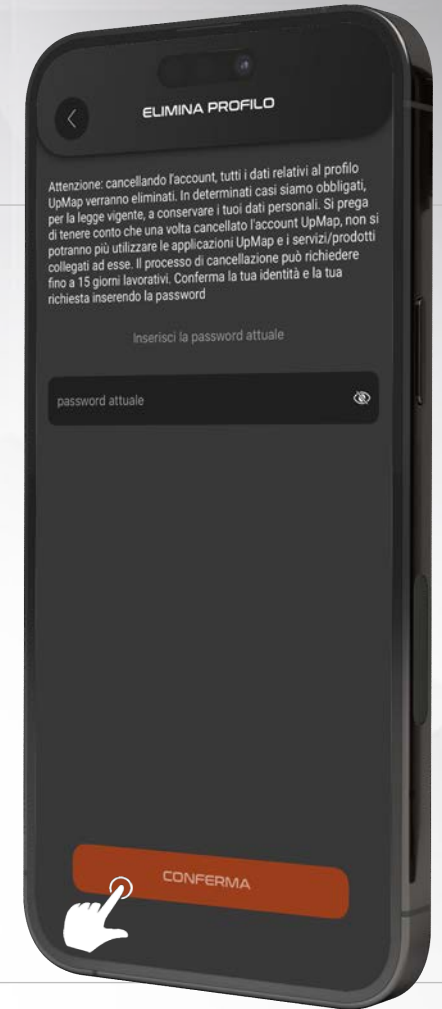 ELIMINA PROFILO
Attenzione: cancellando l'account, tutti i dati relativi al profilo
UpMap verranno eliminati. In determinati casi siamo obbligati,
per la legge vigente, a conservare i tuoi dati personali. Si prega
di tenere conto che una volta cancellato l'account UpMap, non si
potranno più utilizzare le applicazioni UpMap e i servizi/prodotti
collegati ad esse. Il processo di cancellazione può richiedere
fino a 15 giorni lavorativi. Conferma la tua identità e la tua
richiesta inserendo la password
Inserisci la password attuale
password attuale
CONFERMA